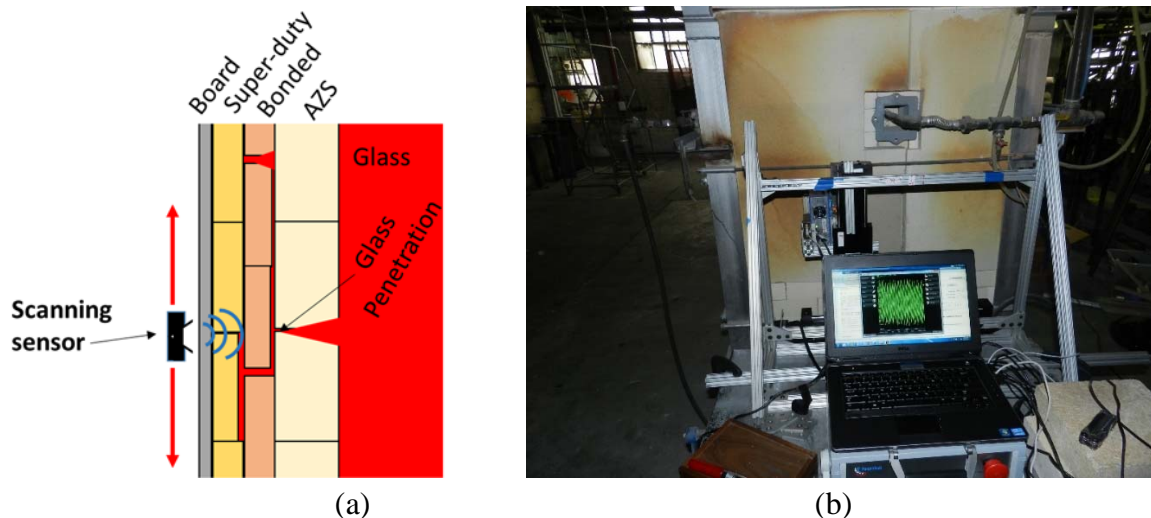 Board
Super-duty
Bonded
AZS
Glass
Glass
Penetration
Scanning
sensor
(a)
(b)